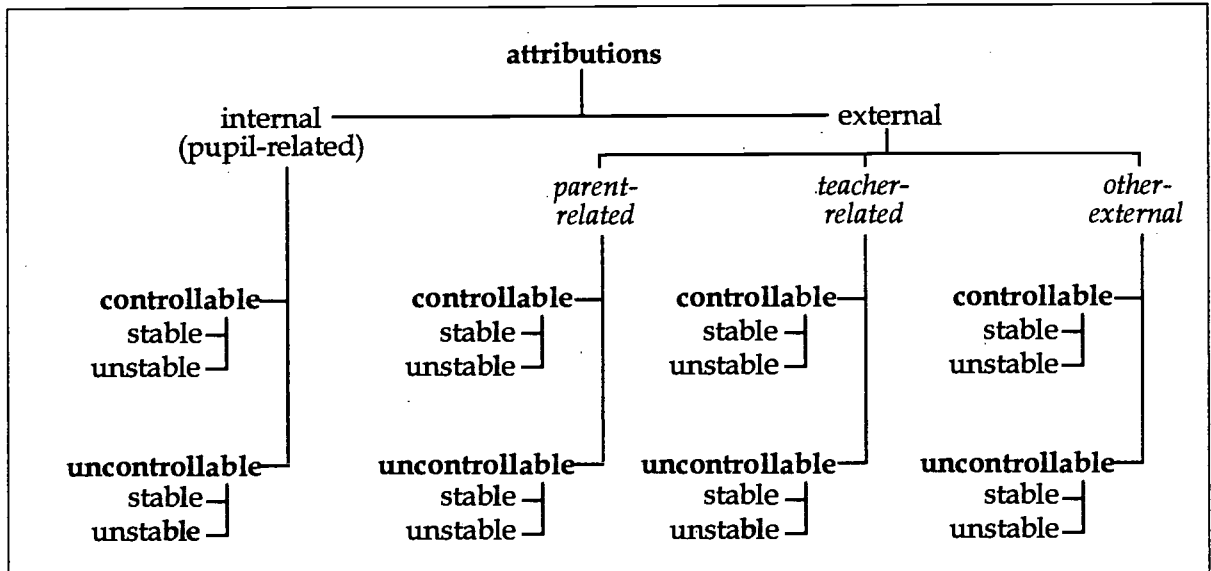 attributions
internal external
(pupil-related)
parent- teacher- other-
related related external
controllable controllable controllable controllable
stable stable stable stable
unstable unstable unstable unstable
uncontrollable uncontrollable uncontrollable uncontrollable
stable stable stable stable
unstable unstable unstable unstable